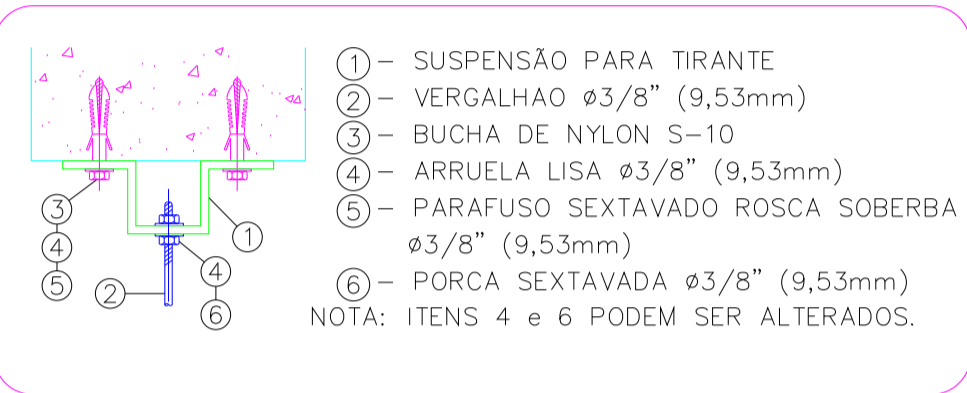 1 – SUSPENSÃO PARA TIRANTE
2 – VERGALHAO ø3/8" (9,53mm)
3 – BUCHA DE NYLON S–10
4 – ARRUELA LISA ø3/8" (9,53mm)
5 – PARAFUSO SEXTAVADO ROSCA SOBERBA
ø3/8" (9,53mm)
6 – PORCA SEXTAVADA ø3/8" (9,53mm)
NOTA: ITENS 4 e 6 PODEM SER ALTERADOS.
3
4
5
2
1
4
6